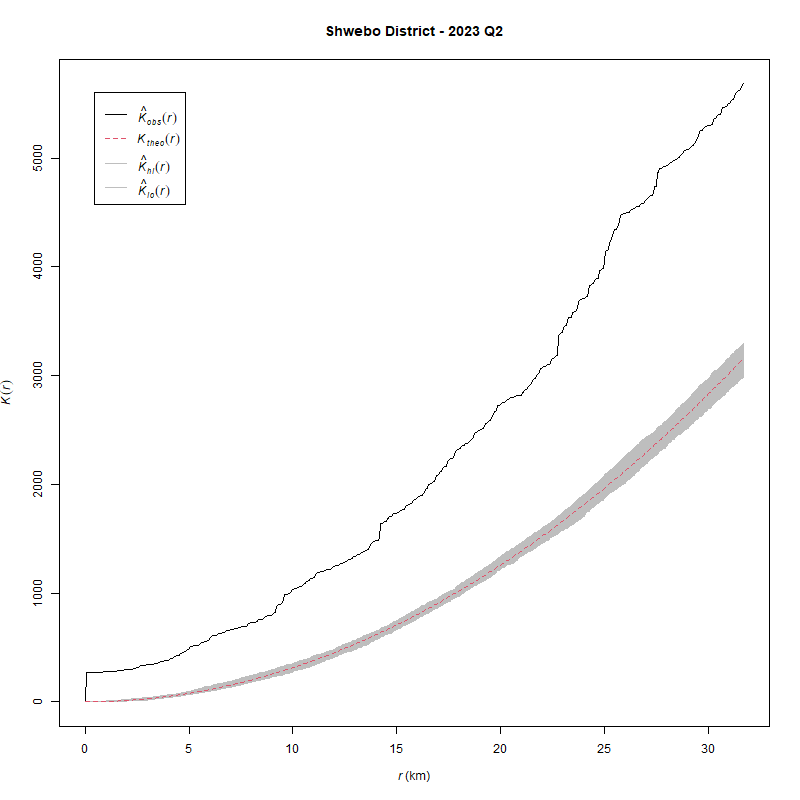 Shwebo District - 2023 Q2
K̂obs(r)
Ktheo(r)
K̂hi(r)
K̂lo(r)
K(r)
5000
4000
3000
2000
1000
0
0 5 10 15 20 25 30
r (km)